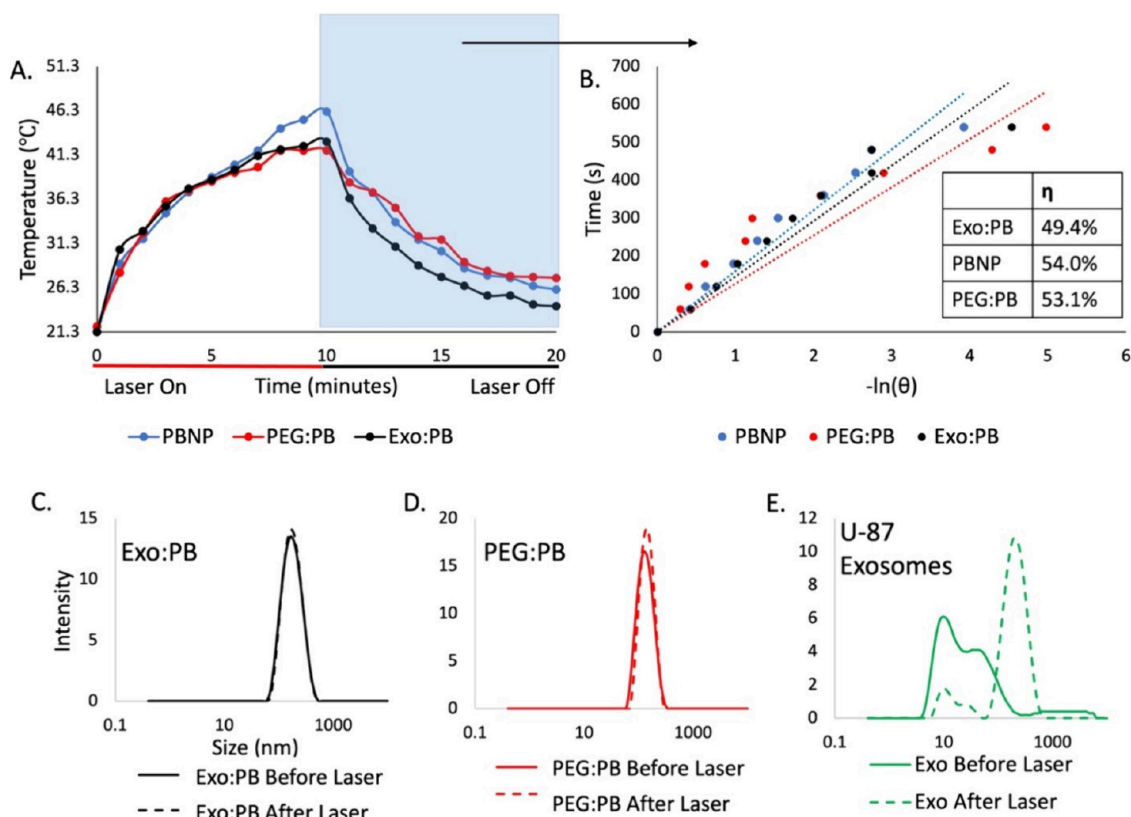 A.
51.3
46.3
41.3
36.3
31.3
26.3
21.3
Temperature (°C)
0 5 10 15 20
Laser On Time (minutes) Laser Off
PBNP PEG:PB Exo:PB
B.
700
600
500
400
300
200
100
0
Time (s)
0 1 2 3 4 5 6
-ln(θ)
η
Exo:PB 49.4%
PBNP 54.0%
PEG:PB 53.1%
PBNP PEG:PB Exo:PB
C.
Exo:PB
15
10
5
0
Intensity
0.1 10 1000
Size (nm)
Exo:PB Before Laser
Exo:PB After Laser
D.
PEG:PB
20
15
10
5
0
0.1 10 1000
PEG:PB Before Laser
PEG:PB After Laser
E.
U-87
Exosomes
12
10
8
6
4
2
0
0.1 10 1000
Exo Before Laser
Exo After Laser